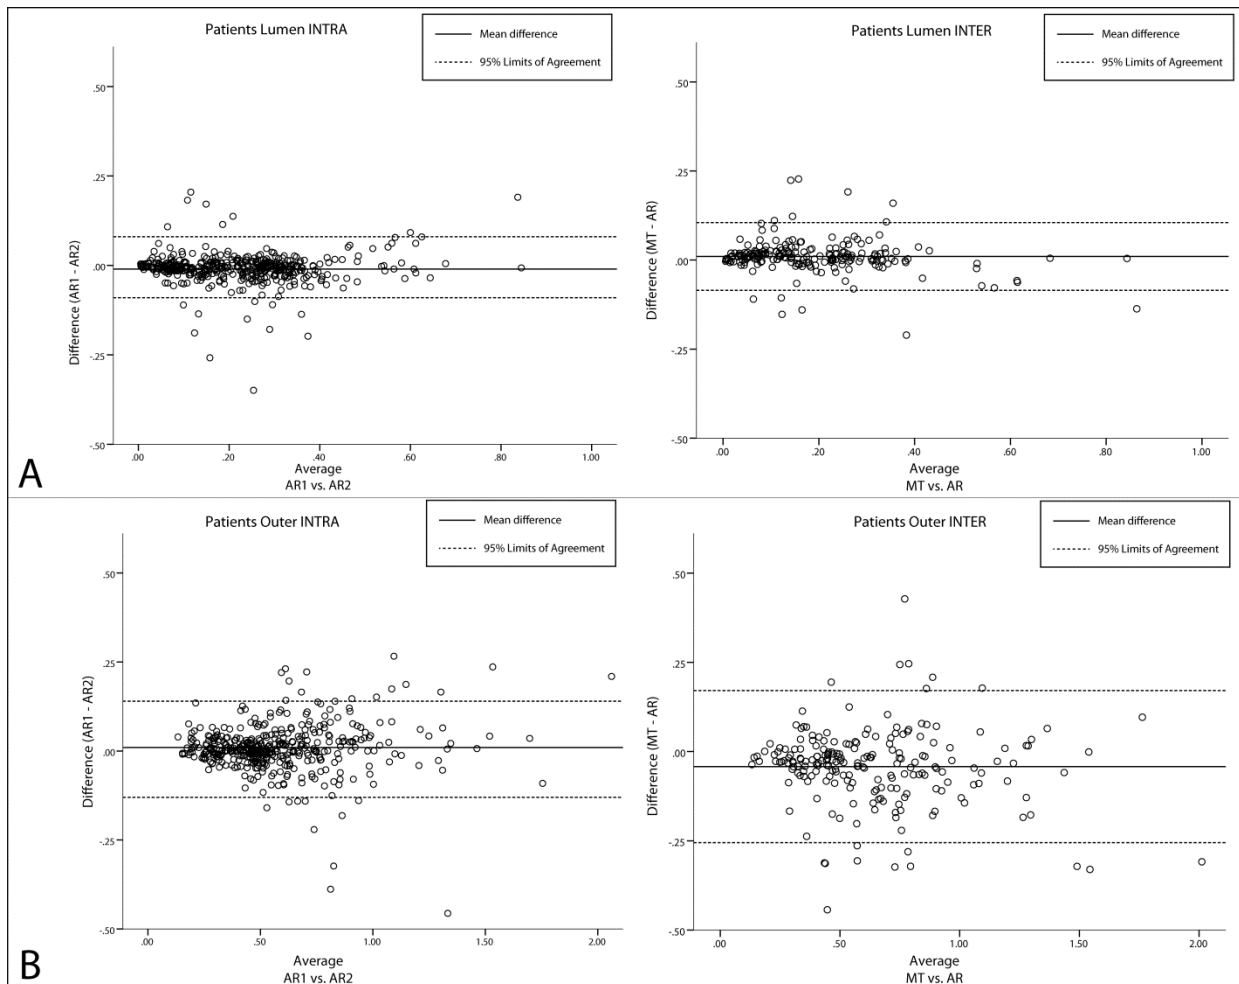 Patients Lumen INTRA
Mean difference
95% Limits of Agreement
.50
.25
.00
-.25
-.50
Difference (AR1 - AR2)
.00 .20 .40 .60 .80 1.00
Average
AR1 vs. AR2
A
Patients Lumen INTER
Mean difference
95% Limits of Agreement
.50
.25
.00
-.25
-.50
Difference (MT - AR)
.00 .20 .40 .60 .80 1.00
Average
MT vs. AR
Patients Outer INTRA
Mean difference
95% Limits of Agreement
.50
.25
.00
-.25
-.50
Difference (AR1 - AR2)
.00 .50 1.00 1.50 2.00
Average
AR1 vs. AR2
B
Patients Outer INTER
Mean difference
95% Limits of Agreement
.50
.25
.00
-.25
-.50
Difference (MT - AR)
.00 .50 1.00 1.50 2.00
Average
MT vs. AR